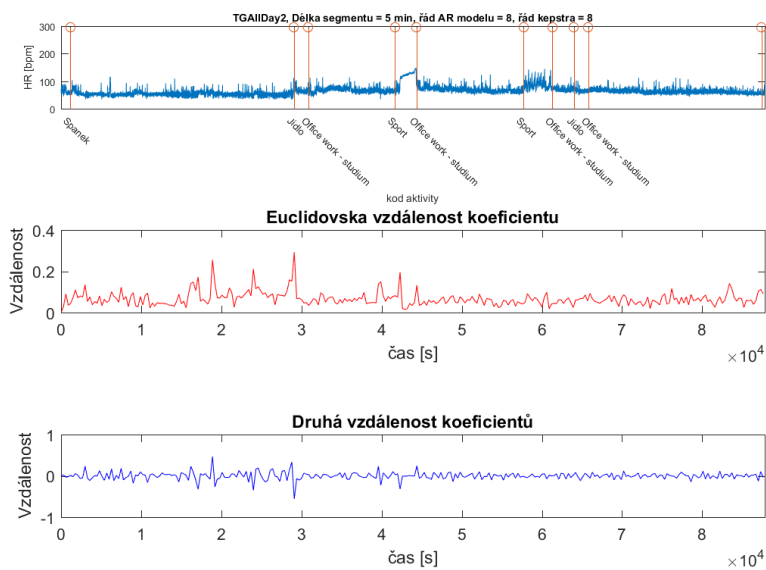 TGAllDay2, Délka segmentu = 5 min, řád AR modelu = 8, řád kepstra = 8
300
200
100
0
HR [bpm]
Spanek
Jidlo
Office work - studium
Sport
Office work - studium
Sport
Office work - studium
Jidlo
Office work - studium
kod aktivity
Euclidovska vzdálenost koeficientu
0.4
0.2
0
Vzdálenost
0 1 2 3 4 5 6 7 8
čas [s]
×10^4
Druhá vzdálenost koeficientů
1
0
-1
Vzdálenost
0 1 2 3 4 5 6 7 8
čas [s]
×10^4